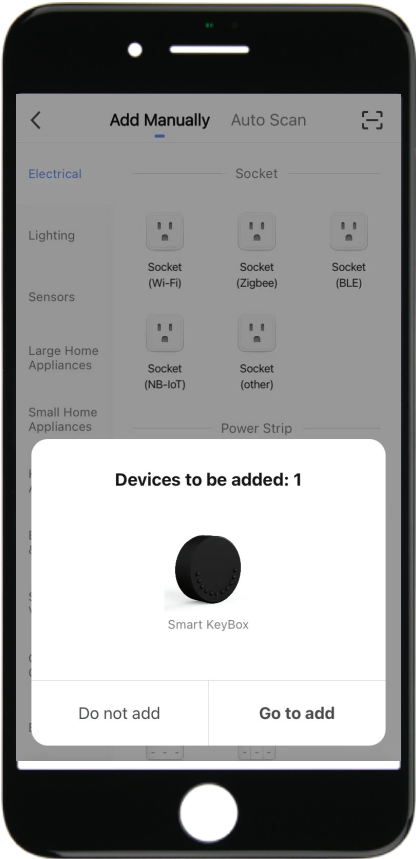 Add Manually Auto Scan
Electrical
Socket
Lighting
Socket
(Wi-Fi)
Socket
(Zigbee)
Socket
(BLE)
Sensors
Large Home
Appliances
Socket
(NB-IoT)
Socket
(other)
Small Home
Appliances
Power Strip
Devices to be added: 1
Smart KeyBox
Do not add
Go to add